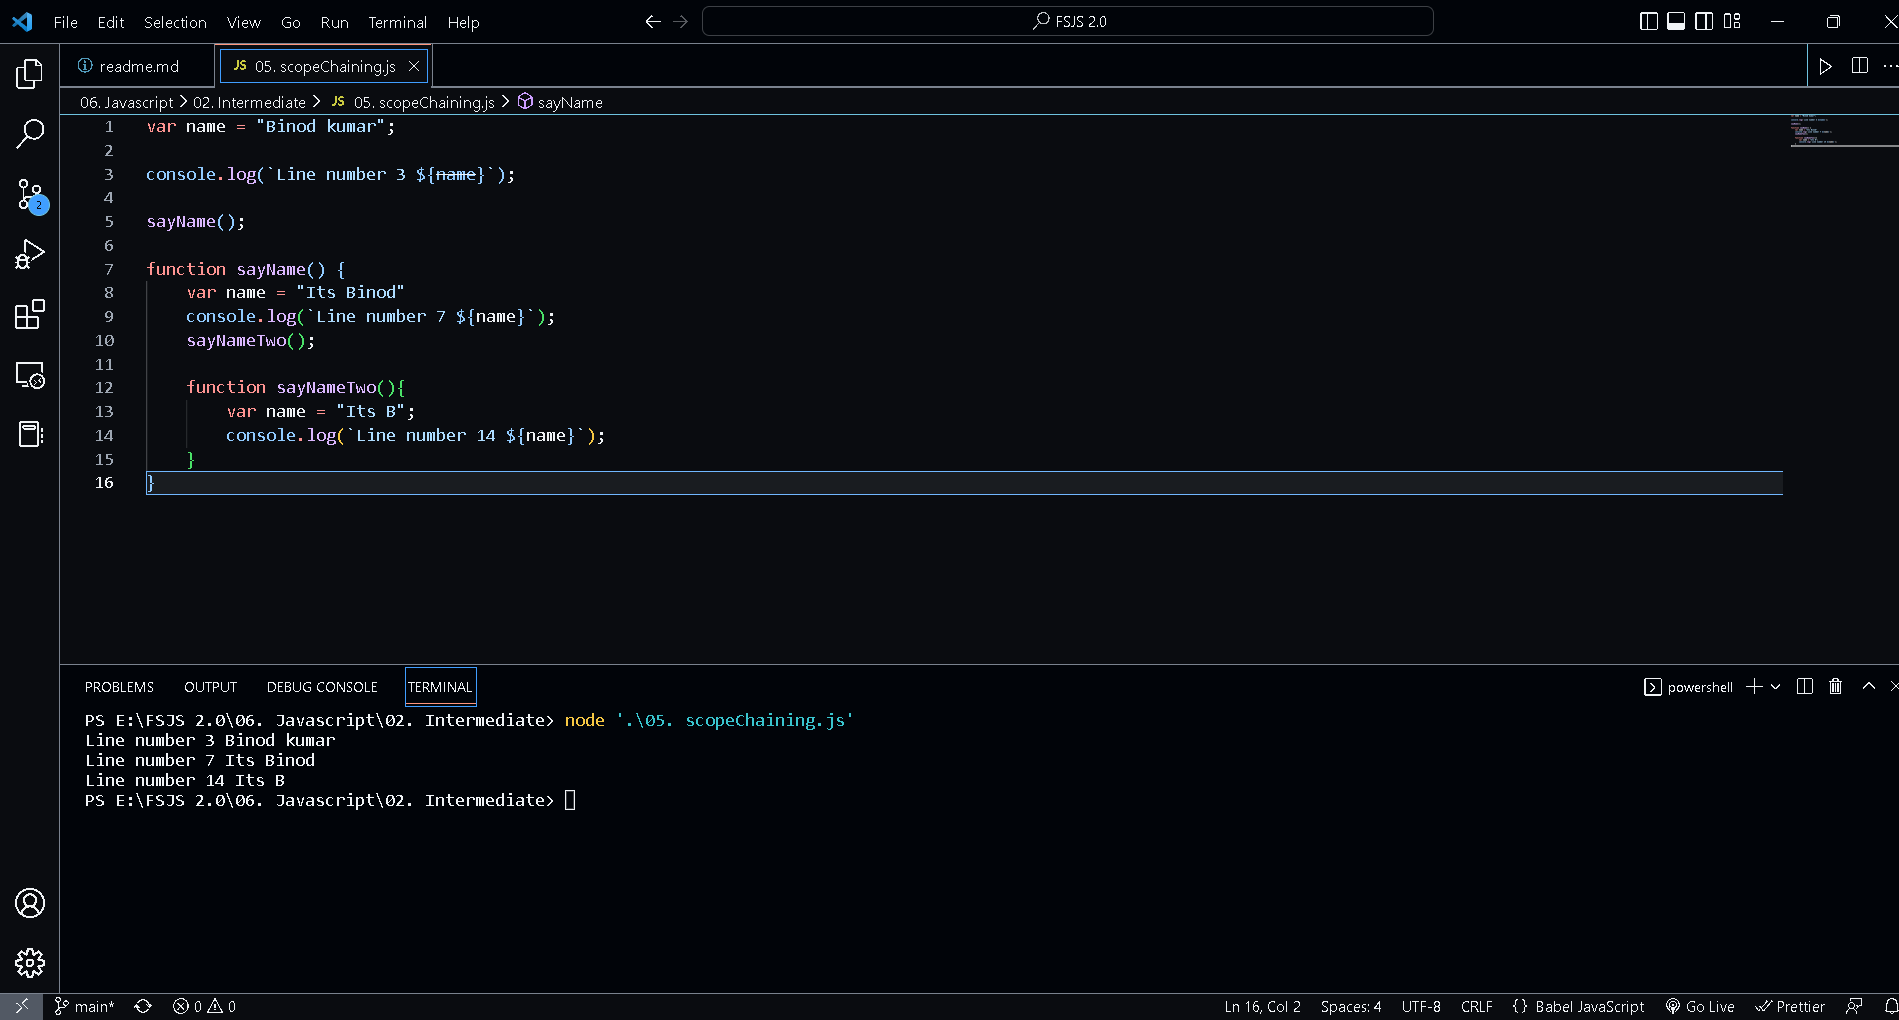 File Edit Selection View Go Run Terminal Help FSJS 2.0
readme.md JS 05. scopeChaining.js
06. Javascript > 02. Intermediate > JS 05. scopeChaining.js > sayName
1 var name = "Binod kumar";
2
3 console.log(`Line number 3 ${name}`);
4
5 sayName();
6
7 function sayName() {
8 var name = "Its Binod"
9 console.log(`Line number 7 ${name}`);
10 sayNameTwo();
11
12 function sayNameTwo(){
13 var name = "Its B";
14 console.log(`Line number 14 ${name}`);
15 }
16 }
2
PROBLEMS OUTPUT DEBUG CONSOLE TERMINAL powershell
PS E:\FSJS 2.0\06. Javascript\02. Intermediate> node '.\05. scopeChaining.js'
Line number 3 Binod kumar
Line number 7 Its Binod
Line number 14 Its B
PS E:\FSJS 2.0\06. Javascript\02. Intermediate>
main* 0 0 Ln 16, Col 2 Spaces: 4 UTF-8 CRLF {} Babel JavaScript Go Live Prettier